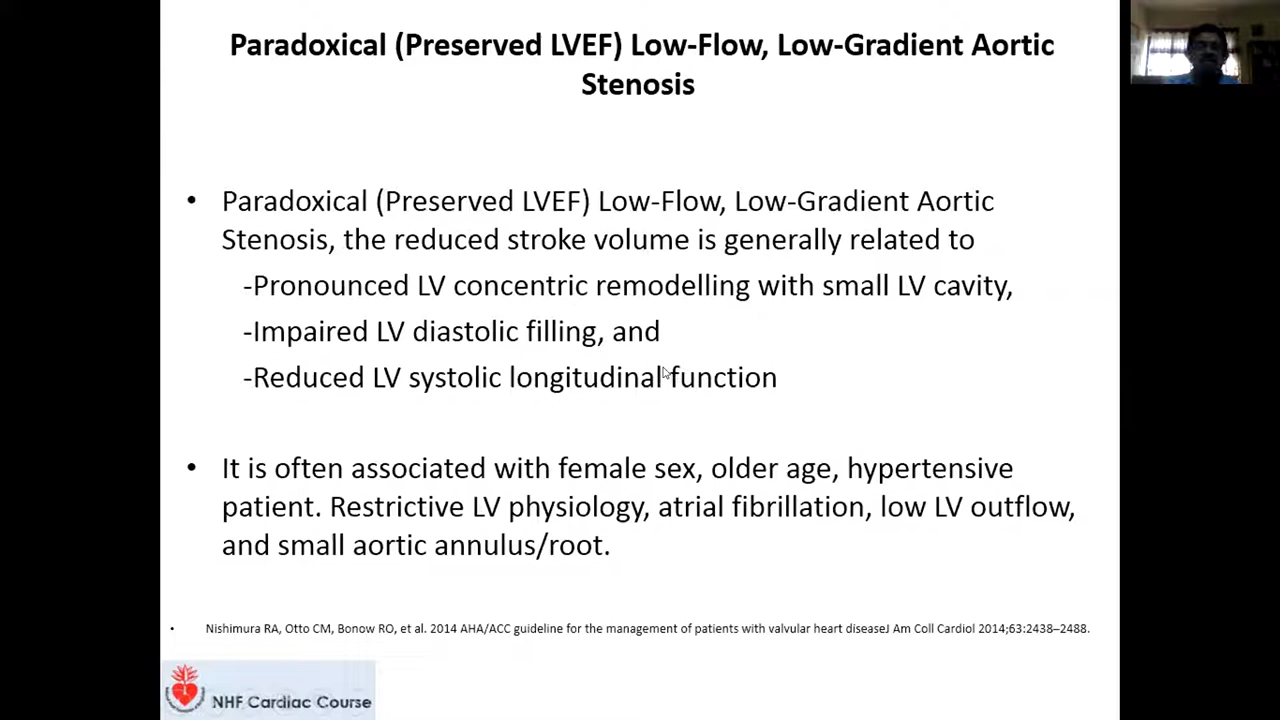 Paradoxical (Preserved LVEF) Low-Flow, Low-Gradient Aortic
Stenosis
• Paradoxical (Preserved LVEF) Low-Flow, Low-Gradient Aortic
Stenosis, the reduced stroke volume is generally related to
-Pronounced LV concentric remodelling with small LV cavity,
-Impaired LV diastolic filling, and
-Reduced LV systolic longitudinal function
• It is often associated with female sex, older age, hypertensive
patient. Restrictive LV physiology, atrial fibrillation, low LV outflow,
and small aortic annulus/root.
• Nishimura RA, Otto CM, Bonow RO, et al. 2014 AHA/ACC guideline for the management of patients with valvular heart diseaseJ Am Coll Cardiol 2014;63:2438–2488.
NHF Cardiac Course